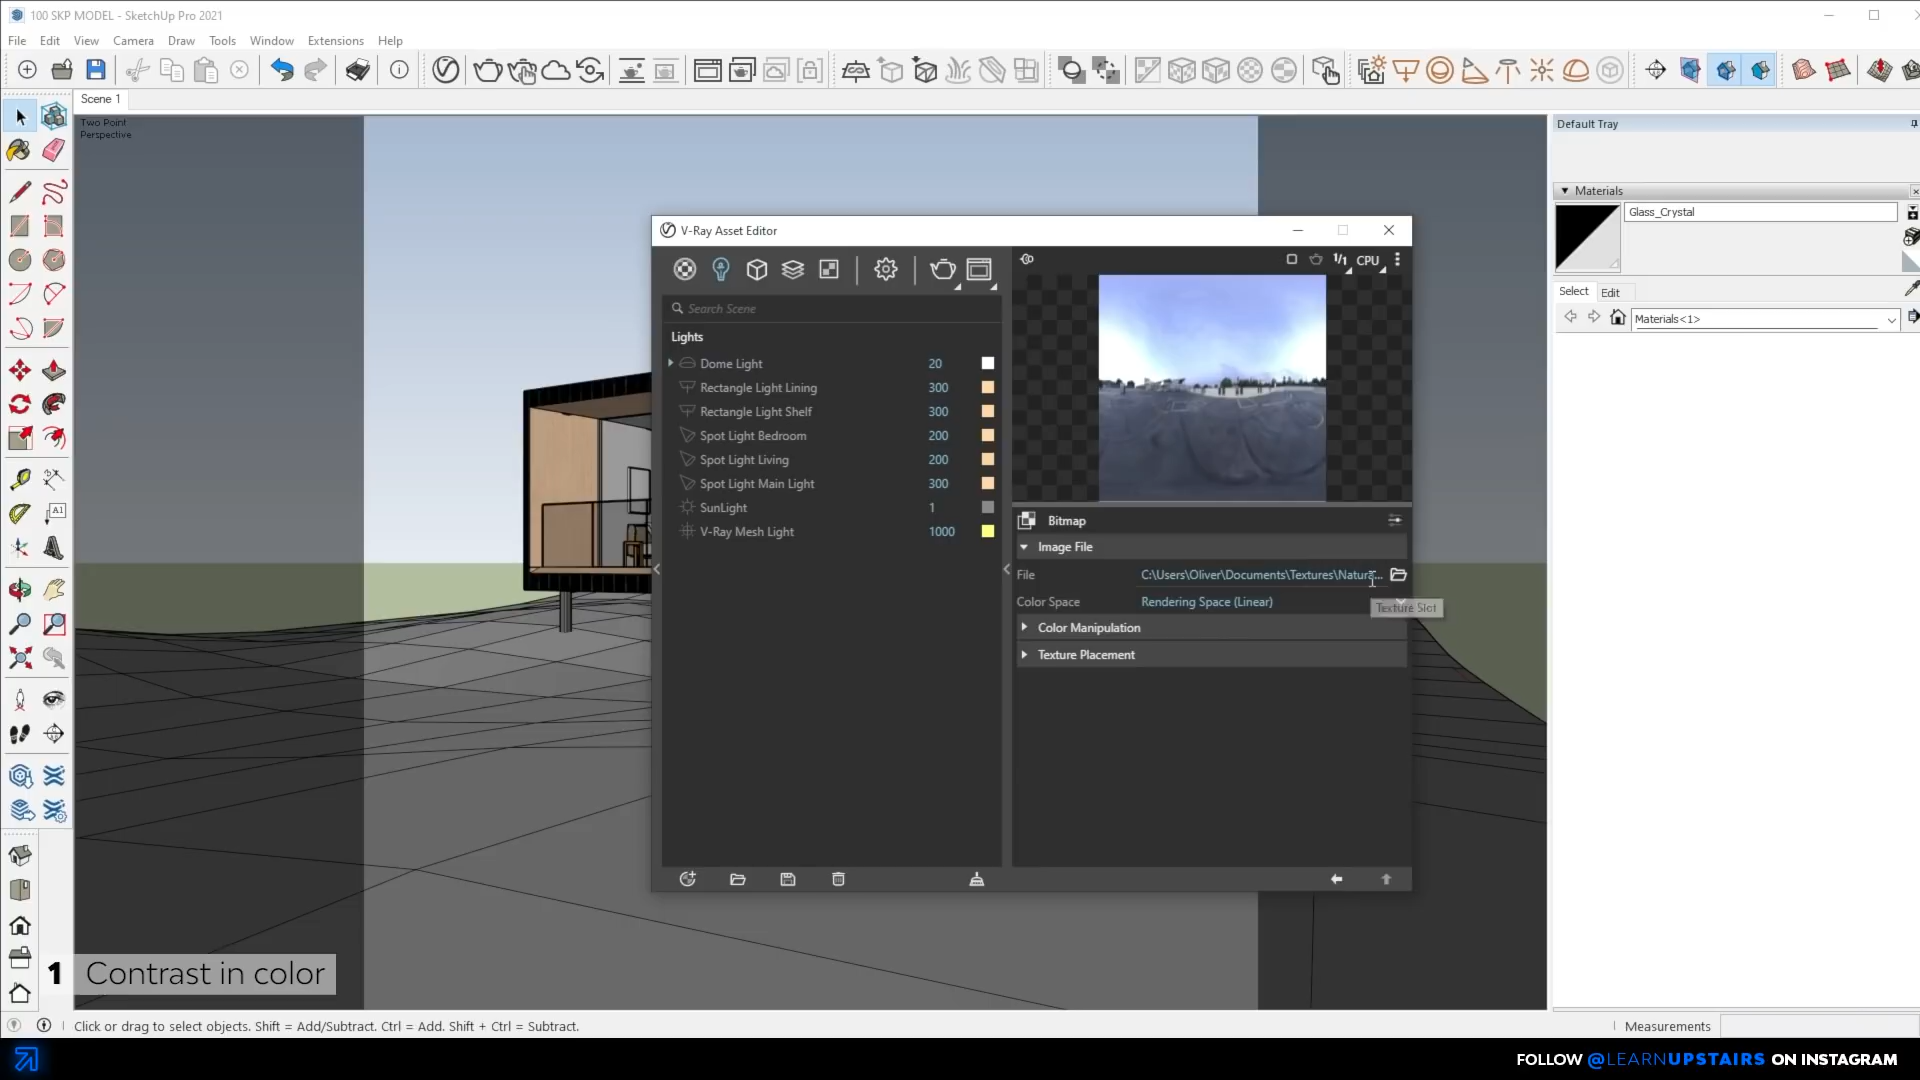 100 SKP MODEL - SketchUp Pro 2021
File Edit View Camera Draw Tools Window Extensions Help
Scene 1
Two Point
Perspective
Default Tray
Materials
Glass_Crystal
Select Edit
Materials<1>
V-Ray Asset Editor
1/1 CPU
Search Scene
Lights
Dome Light 20
Rectangle Light Lining 300
Rectangle Light Shelf 300
Spot Light Bedroom 200
Spot Light Living 200
Spot Light Main Light 300
SunLight 1
V-Ray Mesh Light 1000
Bitmap
Image File
File C:\Users\Oliver\Documents\Textures\Natura...
Color Space Rendering Space (Linear)
Texture Slot
Color Manipulation
Texture Placement
A1
1 Contrast in color
Click or drag to select objects. Shift = Add/Subtract. Ctrl = Add. Shift + Ctrl = Subtract.
Measurements
FOLLOW @LEARNUPSTAIRS ON INSTAGRAM